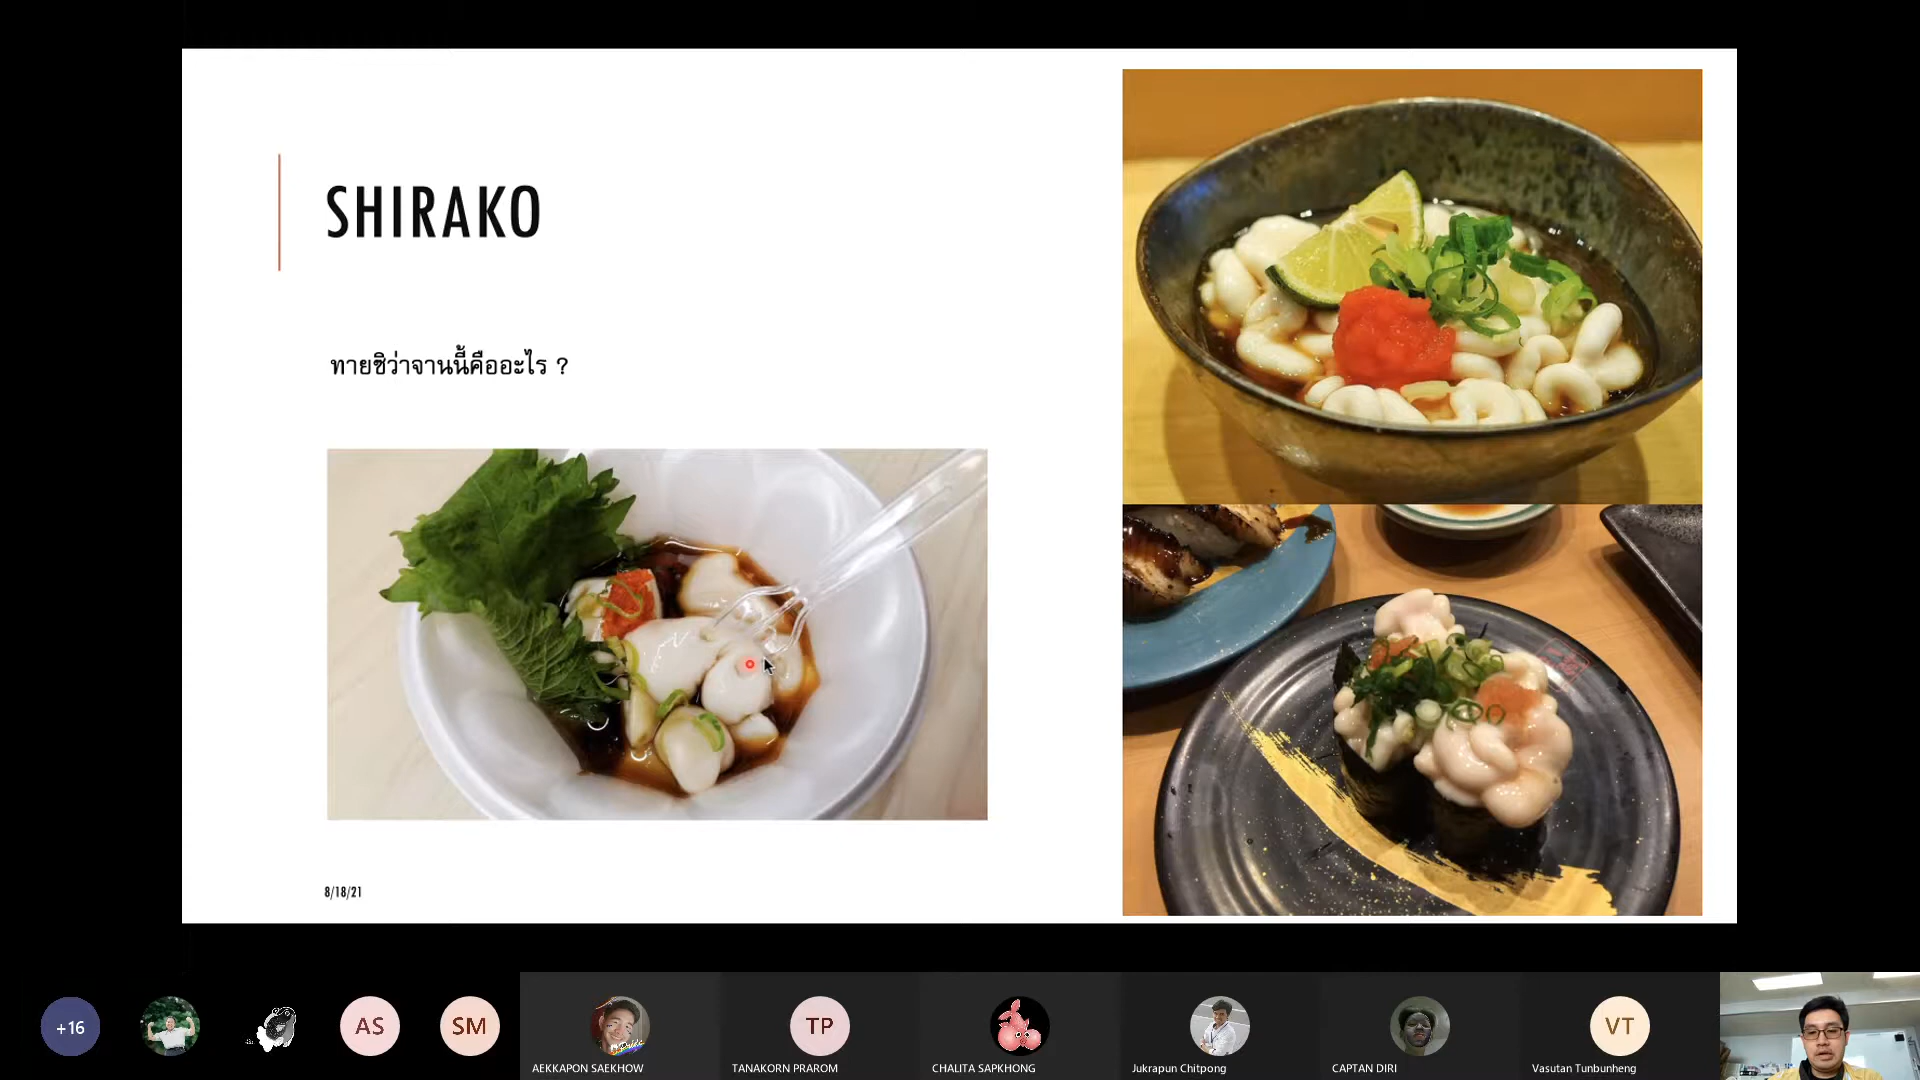 SHIRAKO
ทายซิว่าจานนี้คืออะไร ?
8/18/21
+16
AS
SM
AEKKAPON SAEKHOW
TP
TANAKORN PRAROM
CHALITA SAPKHONG
Jukrapun Chitpong
CAPTAN DIRI
VT
Vasutan Tunbunheng